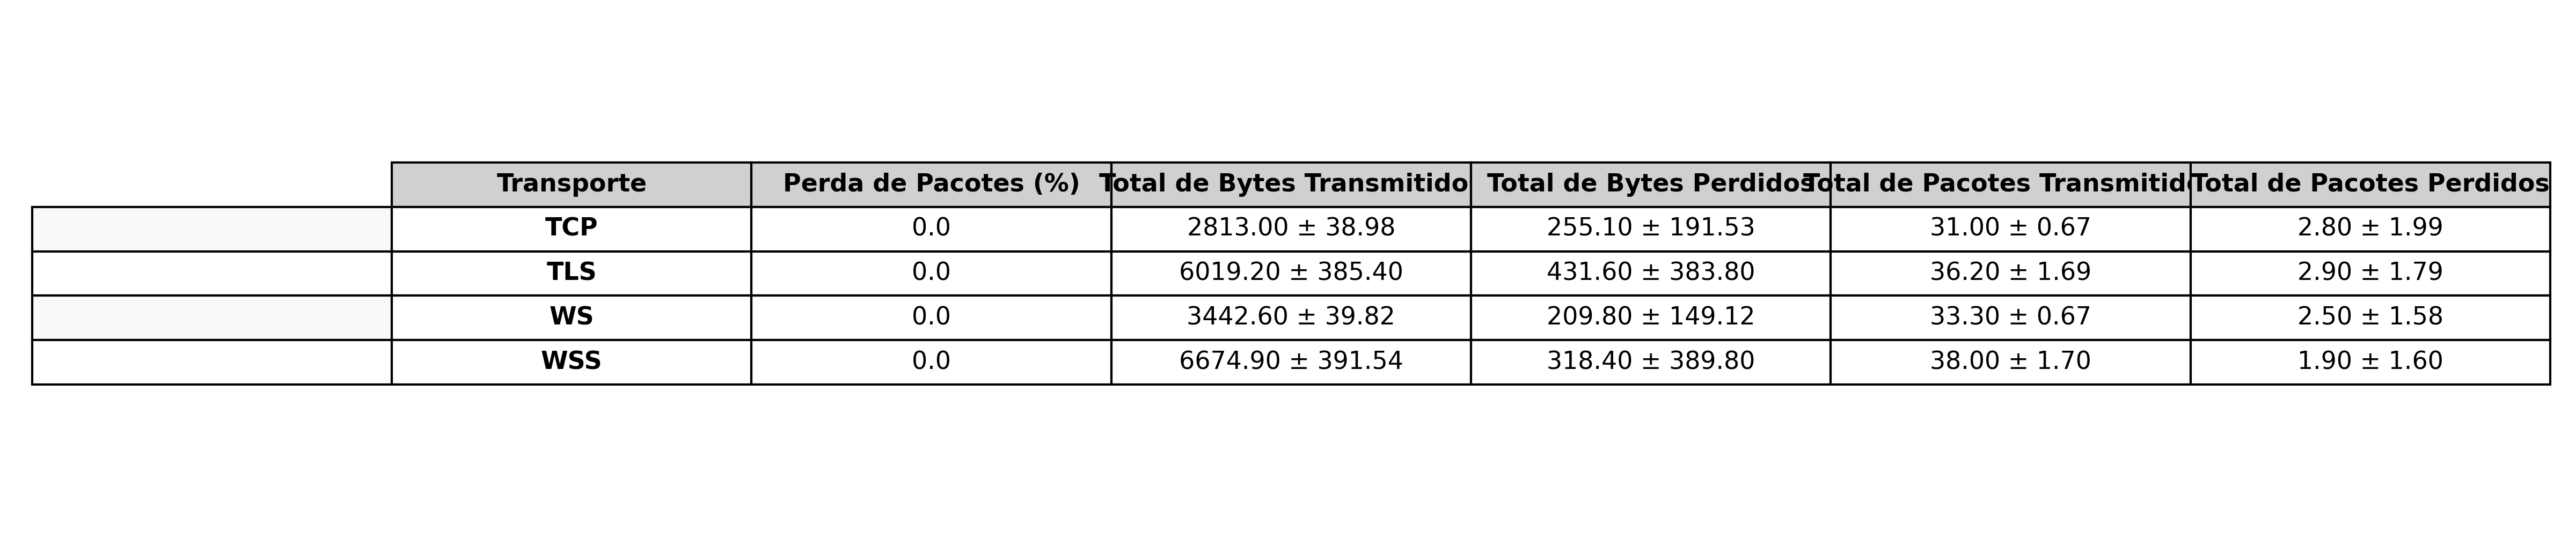 Transporte Perda de Pacotes (%) Total de Bytes Transmitido Total de Bytes Perdidos Total de Pacotes Transmitid Total de Pacotes Perdidos
TCP 0.0 2813.00 ± 38.98 255.10 ± 191.53 31.00 ± 0.67 2.80 ± 1.99
TLS 0.0 6019.20 ± 385.40 431.60 ± 383.80 36.20 ± 1.69 2.90 ± 1.79
WS 0.0 3442.60 ± 39.82 209.80 ± 149.12 33.30 ± 0.67 2.50 ± 1.58
WSS 0.0 6674.90 ± 391.54 318.40 ± 389.80 38.00 ± 1.70 1.90 ± 1.60